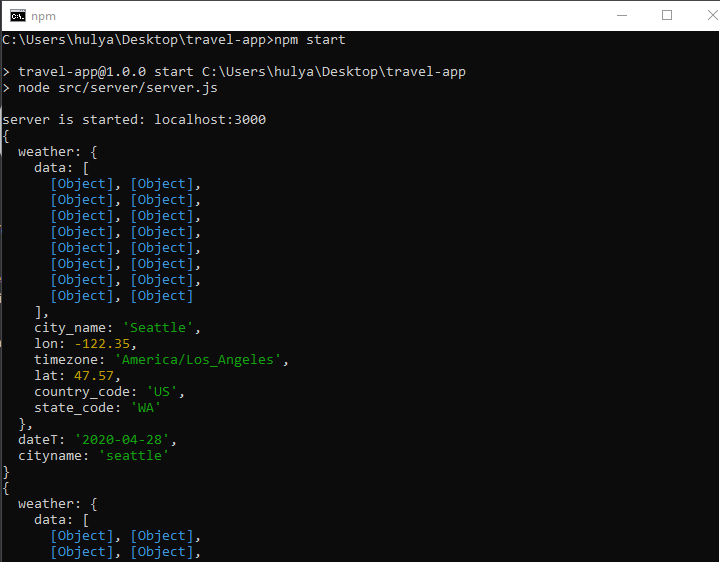 npm
C:\Users\hulya\Desktop\travel-app>npm start
> travel-app@1.0.0 start C:\Users\hulya\Desktop\travel-app
> node src/server/server.js
server is started: localhost:3000
{
  weather: {
    data: [
      [Object], [Object],
      [Object], [Object],
      [Object], [Object],
      [Object], [Object],
      [Object], [Object],
      [Object], [Object],
      [Object], [Object],
      [Object], [Object]
    ],
    city_name: 'Seattle',
    lon: -122.35,
    timezone: 'America/Los_Angeles',
    lat: 47.57,
    country_code: 'US',
    state_code: 'WA'
  },
  dateT: '2020-04-28',
  cityname: 'seattle'
}
{
  weather: {
    data: [
      [Object], [Object],
      [Object], [Object],